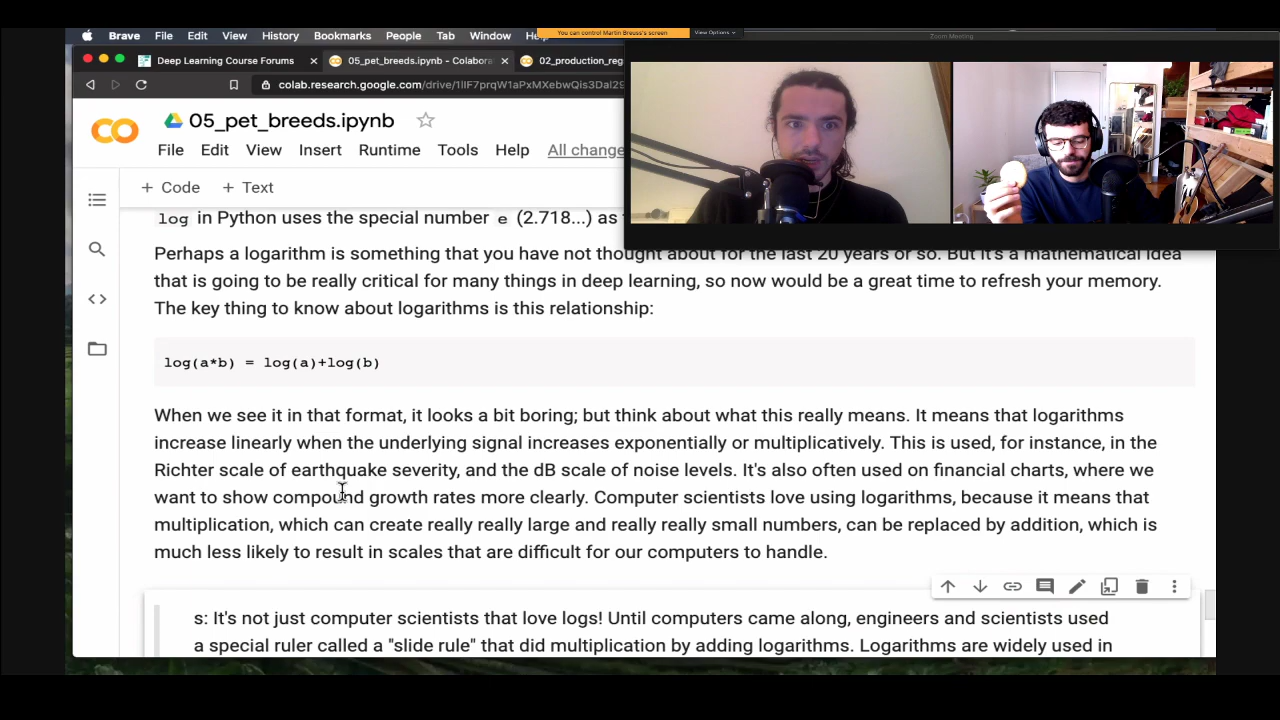 Brave File Edit View History Bookmarks People Tab Window
You can control Martin Breuss's screen
View Options
Zoom Meeting
Deep Learning Course Forums
05_pet_breeds.ipynb - Colabora
02_production_reg
colab.research.google.com/drive/
05_pet_breeds.ipynb
File Edit View Insert Runtime Tools Help All change
+ Code + Text
log in Python uses the special number e (2.718...) as
Perhaps a logarithm is something that you have not thought about for the last 20 years or so. But it's a mathematical idea
that is going to be really critical for many things in deep learning, so now would be a great time to refresh your memory.
The key thing to know about logarithms is this relationship:
log(a*b) = log(a)+log(b)
When we see it in that format, it looks a bit boring; but think about what this really means. It means that logarithms
increase linearly when the underlying signal increases exponentially or multiplicatively. This is used, for instance, in the
Richter scale of earthquake severity, and the dB scale of noise levels. It's also often used on financial charts, where we
want to show compound growth rates more clearly. Computer scientists love using logarithms, because it means that
multiplication, which can create really really large and really really small numbers, can be replaced by addition, which is
much less likely to result in scales that are difficult for our computers to handle.
s: It's not just computer scientists that love logs! Until computers came along, engineers and scientists used
a special ruler called a "slide rule" that did multiplication by adding logarithms. Logarithms are widely used in